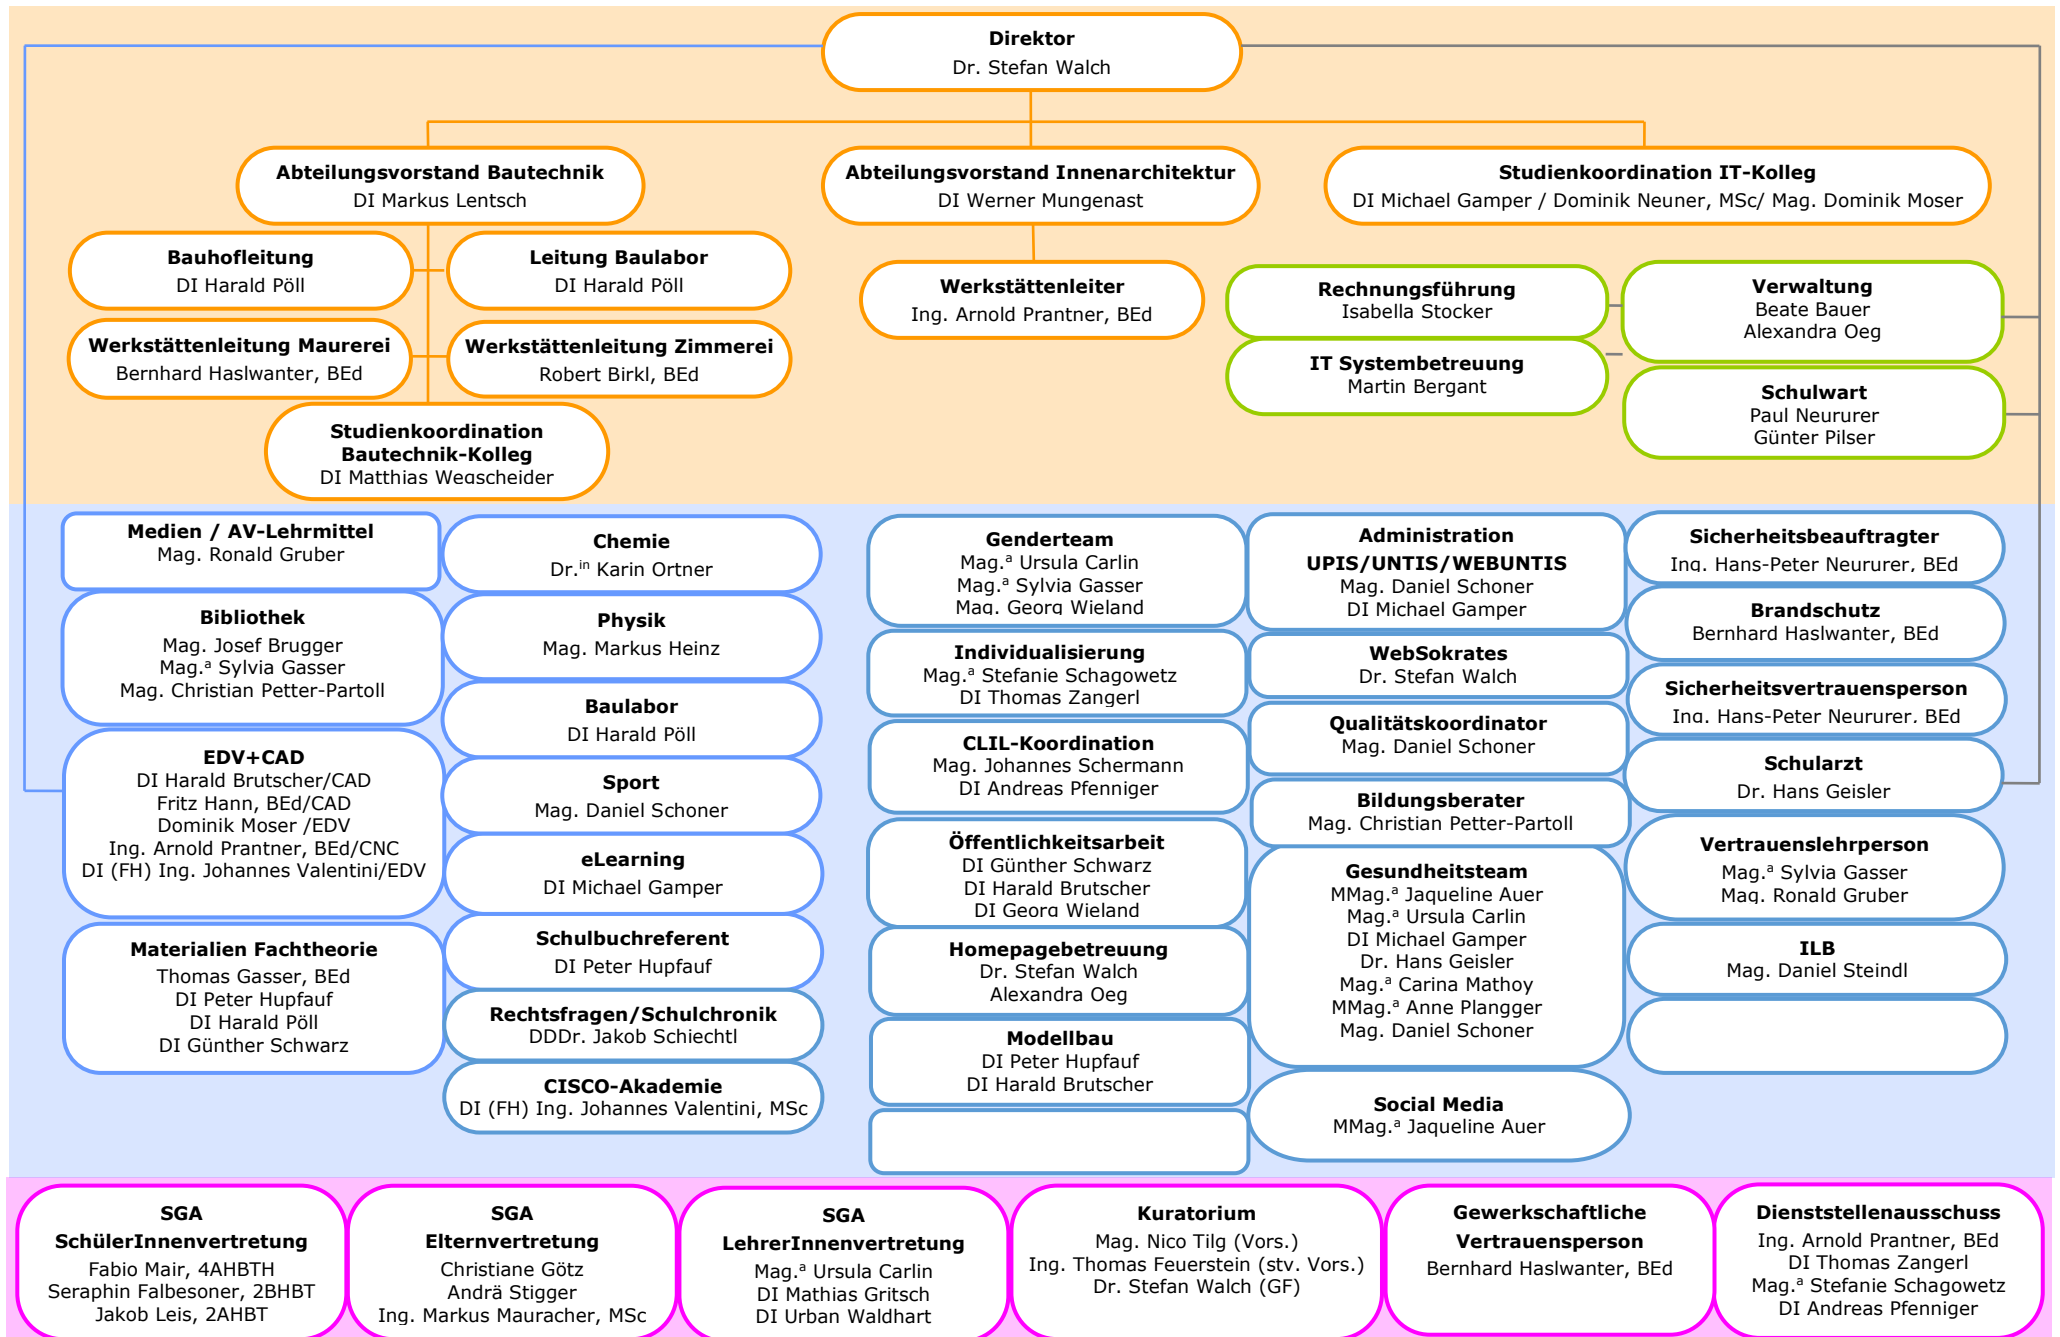 Direktor
Dr. Stefan Walch
Abteilungsvorstand Bautechnik
DI Markus Lentsch
Abteilungsvorstand Innenarchitektur
DI Werner Mungenast
Studienkoordination IT-Kolleg
DI Michael Gamper / Dominik Neuner, MSc/ Mag. Dominik Moser
Bauhofleitung
DI Harald Pöll
Leitung Baulabor
DI Harald Pöll
Werkstättenleiter
Ing. Arnold Prantner, BEd
Rechnungsführung
Isabella Stocker
Verwaltung
Beate Bauer
Alexandra Oeg
Werkstättenleitung Maurerei
Bernhard Haslwanter, BEd
Werkstättenleitung Zimmerei
Robert Birkl, BEd
IT Systembetreuung
Martin Bergant
Schulwart
Paul Neururer
Günter Pilser
Studienkoordination
Bautechnik-Kolleg
DI Matthias Wegscheider
Medien / AV-Lehrmittel
Mag. Ronald Gruber
Bibliothek
Mag. Josef Brugger
Mag.ª Sylvia Gasser
Mag. Christian Petter-Partoll
EDV+CAD
DI Harald Brutscher/CAD
Fritz Hann, BEd/CAD
Dominik Moser /EDV
Ing. Arnold Prantner, BEd/CNC
DI (FH) Ing. Johannes Valentini/EDV
Materialien Fachtheorie
Thomas Gasser, BEd
DI Peter Hupfauf
DI Harald Pöll
DI Günther Schwarz
Chemie
Dr.in Karin Ortner
Physik
Mag. Markus Heinz
Baulabor
DI Harald Pöll
Sport
Mag. Daniel Schoner
eLearning
DI Michael Gamper
Schulbuchreferent
DI Peter Hupfauf
Rechtsfragen/Schulchronik
DDDr. Jakob Schiechtl
CISCO-Akademie
DI (FH) Ing. Johannes Valentini, MSc
Genderteam
Mag.ª Ursula Carlin
Mag.ª Sylvia Gasser
Mag. Georg Wieland
Individualisierung
Mag.ª Stefanie Schagowetz
DI Thomas Zangerl
CLIL-Koordination
Mag. Johannes Schermann
DI Andreas Pfenniger
Öffentlichkeitsarbeit
DI Günther Schwarz
DI Harald Brutscher
DI Georg Wieland
Homepagebetreuung
Dr. Stefan Walch
Alexandra Oeg
Modellbau
DI Peter Hupfauf
DI Harald Brutscher
Administration
UPIS/UNTIS/WEBUNTIS
Mag. Daniel Schoner
DI Michael Gamper
WebSokrates
Dr. Stefan Walch
Qualitätskoordinator
Mag. Daniel Schoner
Bildungsberater
Mag. Christian Petter-Partoll
Gesundheitsteam
MMag.ª Jaqueline Auer
Mag.ª Ursula Carlin
DI Michael Gamper
Dr. Hans Geisler
Mag.ª Carina Mathoy
MMag.ª Anne Plangger
Mag. Daniel Schoner
Social Media
MMag.ª Jaqueline Auer
Sicherheitsbeauftragter
Ing. Hans-Peter Neururer, BEd
Brandschutz
Bernhard Haslwanter, BEd
Sicherheitsvertrauensperson
Ing. Hans-Peter Neururer, BEd
Schularzt
Dr. Hans Geisler
Vertrauenslehrperson
Mag.ª Sylvia Gasser
Mag. Ronald Gruber
ILB
Mag. Daniel Steindl
SGA
SchülerInnenvertretung
Fabio Mair, 4AHBTH
Seraphin Falbesoner, 2BHBT
Jakob Leis, 2AHBT
SGA
Elternvertretung
Christiane Götz
Andrä Stigger
Ing. Markus Mauracher, MSc
SGA
LehrerInnenvertretung
Mag.ª Ursula Carlin
DI Mathias Gritsch
DI Urban Waldhart
Kuratorium
Mag. Nico Tilg (Vors.)
Ing. Thomas Feuerstein (stv. Vors.)
Dr. Stefan Walch (GF)
Gewerkschaftliche
Vertrauensperson
Bernhard Haslwanter, BEd
Dienststellenausschuss
Ing. Arnold Prantner, BEd
DI Thomas Zangerl
Mag.ª Stefanie Schagowetz
DI Andreas Pfenniger